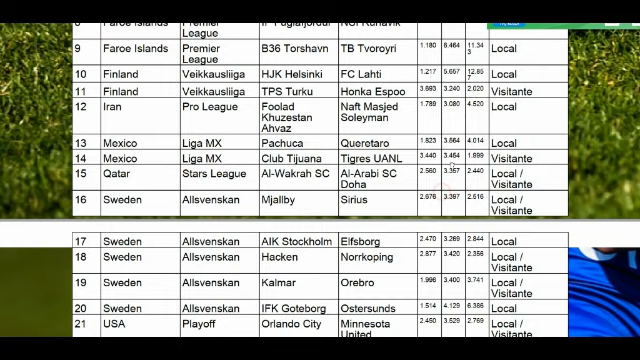 Premier League
9 Faroe Islands Premier League B36 Torshavn TB Tvoroyri 1.180 6.464 11.343 Local
10 Finland Veikkausliiga HJK Helsinki FC Lahti 1.217 5.657 12.857 Local
11 Finland Veikkausliiga TPS Turku Honka Espoo 3.693 3.240 2.020 Visitante
12 Iran Pro League Foolad Khuzestan Ahvaz Naft Masjed Soleyman 1.789 3.080 4.520 Local
13 Mexico Liga MX Pachuca Queretaro 1.823 3.564 4.014 Local
14 Mexico Liga MX Club Tijuana Tigres UANL 3.440 3.464 1.999 Visitante
15 Qatar Stars League Al-Wakrah SC Al-Arabi SC Doha 2.560 3.357 2.440 Local / Visitante
16 Sweden Allsvenskan Mjallby Sirius 2.676 3.397 2.516 Local / Visitante
17 Sweden Allsvenskan AIK Stockholm Elfsborg 2.470 3.269 2.844 Local
18 Sweden Allsvenskan Hacken Norrkoping 2.877 3.420 2.356 Local / Visitante
19 Sweden Allsvenskan Kalmar Orebro 1.996 3.400 3.741 Local / Visitante
20 Sweden Allsvenskan IFK Goteborg Ostersunds 1.514 4.129 6.386 Local
21 USA Playoff Orlando City Minnesota United 2.450 3.529 2.769 Local / Visitante